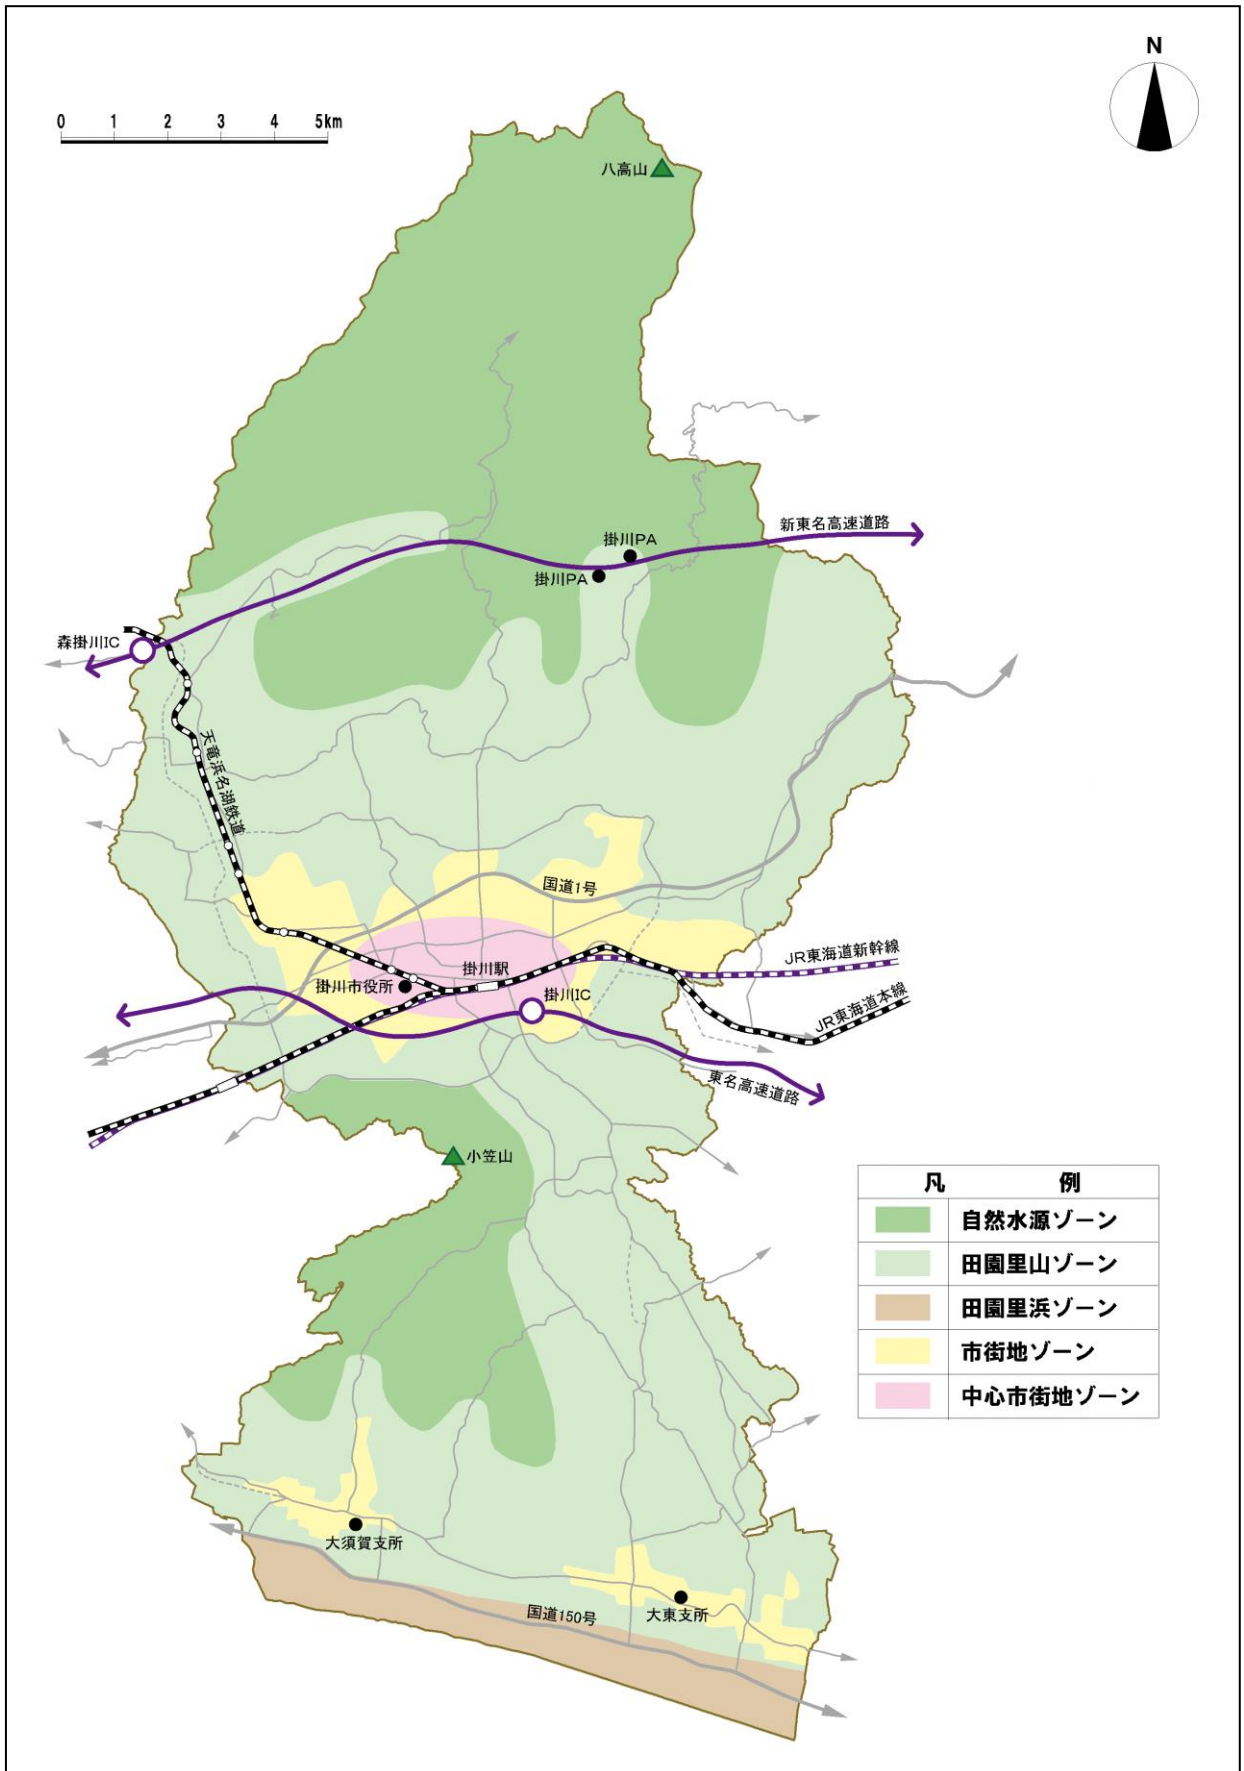 N
0 1 2 3 4 5km
八高山
新東名高速道路
掛川PA
掛川PA
森掛川IC
天竜浜名湖鉄道
国道1号
JR東海道新幹線
掛川駅
掛川市役所
掛川IC
JR東海道本線
東名高速道路
小笠山
凡 例
自然水源ゾーン
田園里山ゾーン
田園里浜ゾーン
市街地ゾーン
中心市街地ゾーン
大須賀支所
国道150号
大東支所